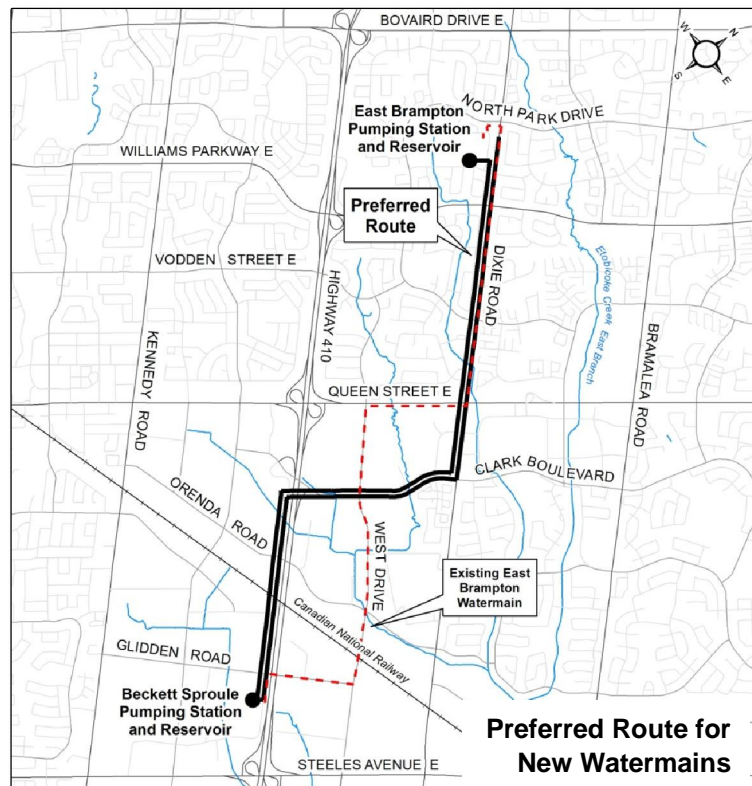 BOVAIRD DRIVE E
W
N
S
E
NORTH PARK DRIVE
East Brampton
Pumping Station
and Reservoir
WILLIAMS PARKWAY E
Preferred
Route
VODDEN STREET E
DIXIE ROAD
HIGHWAY 410
Etobicoke Creek
East Branch
KENNEDY ROAD
BRAMALEA ROAD
QUEEN STREET E
CLARK BOULEVARD
ORENDA ROAD
WEST DRIVE
Existing East
Brampton
Watermain
Canadian National Railway
GLIDDEN ROAD
Beckett Sproule
Pumping Station
and Reservoir
Preferred Route for
New Watermains
STEELES AVENUE E